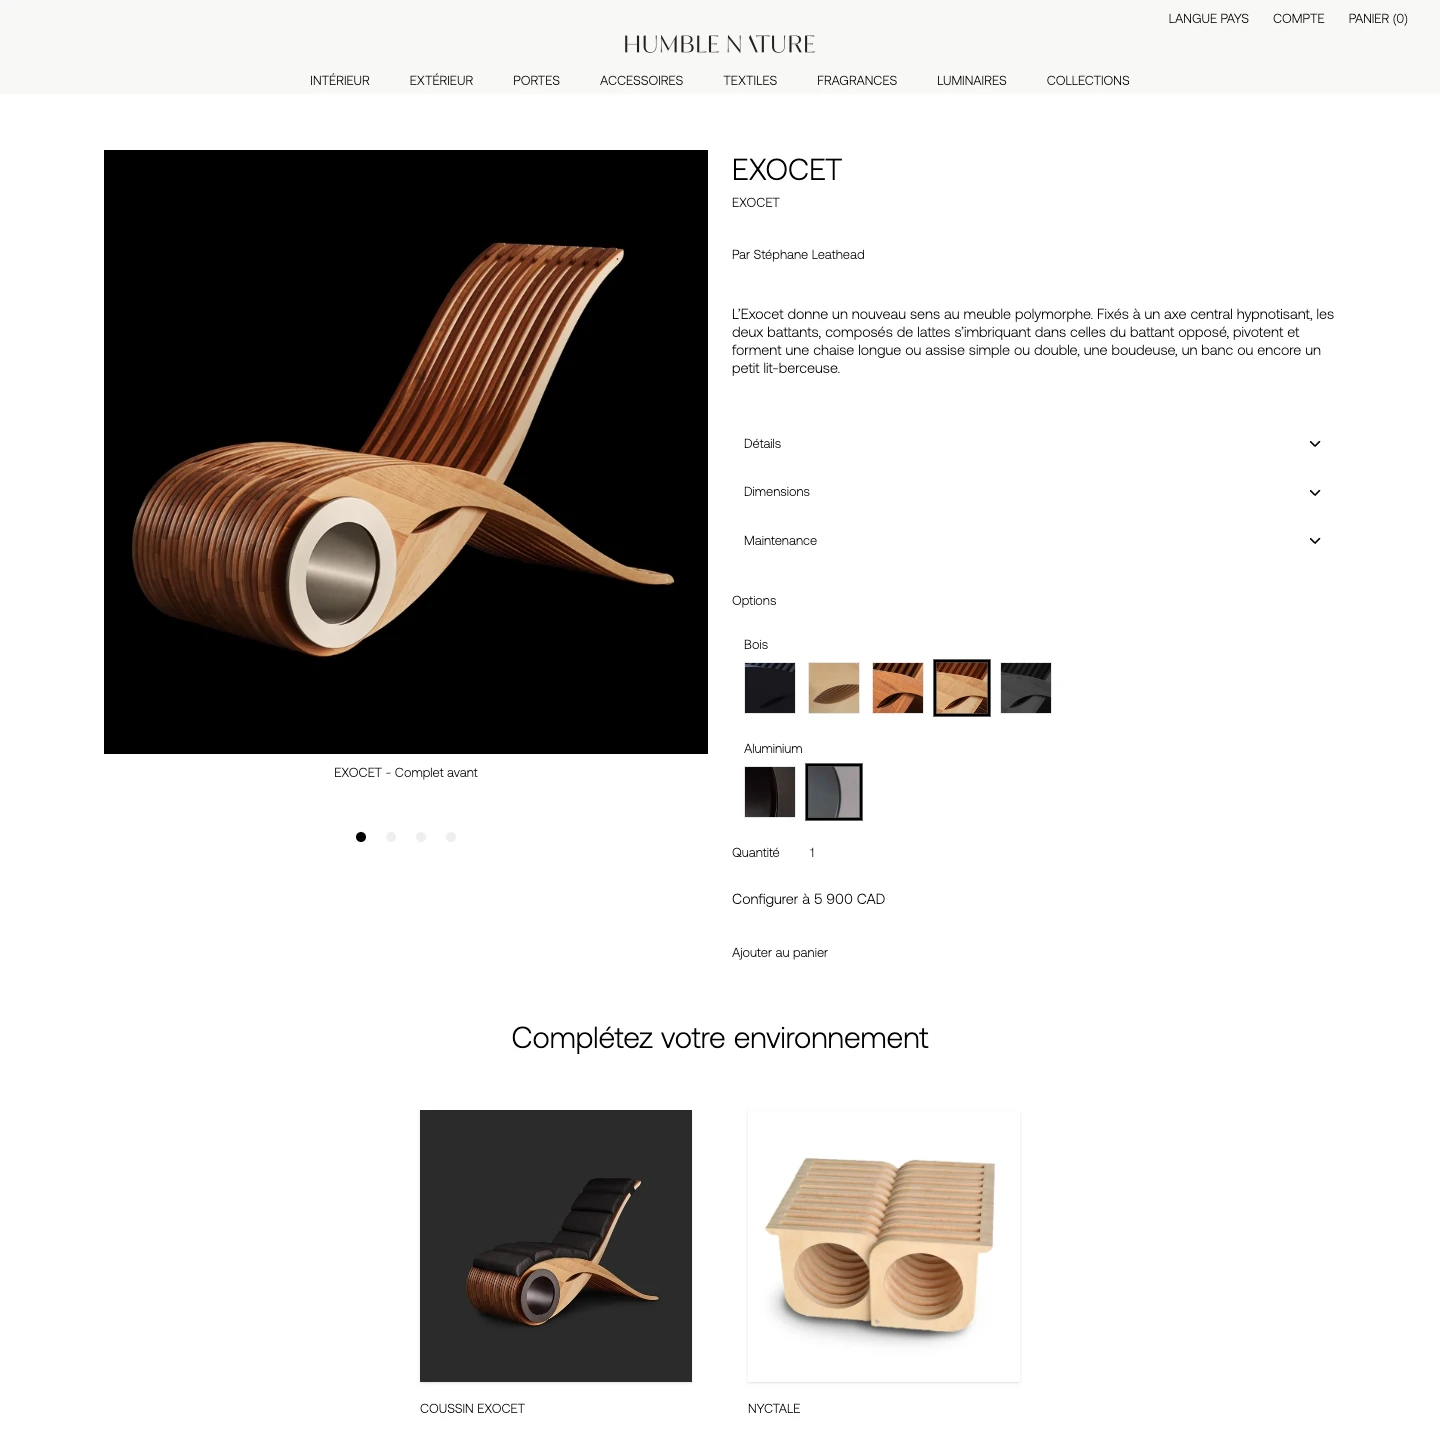 LANGUE PAYS
COMPTE
PANIER (0)
HUMBLE NATURE
INTÉRIEUR
EXTÉRIEUR
PORTES
ACCESSOIRES
TEXTILES
FRAGRANCES
LUMINAIRES
COLLECTIONS
EXOCET
EXOCET
Par Stéphane Leathead
L’Exocet donne un nouveau sens au meuble polymorphe. Fixés à un axe central hypnotisant, les
deux battants, composés de lattes s’imbriquant dans celles du battant opposé, pivotent et
forment une chaise longue ou assise simple ou double, une boudeuse, un banc ou encore un
petit lit-berceuse.
Détails
Dimensions
Maintenance
Options
Bois
Aluminium
Quantité 1
Configurer à 5 900 CAD
Ajouter au panier
EXOCET - Complet avant
Complétez votre environnement
COUSSIN EXOCET
NYCTALE